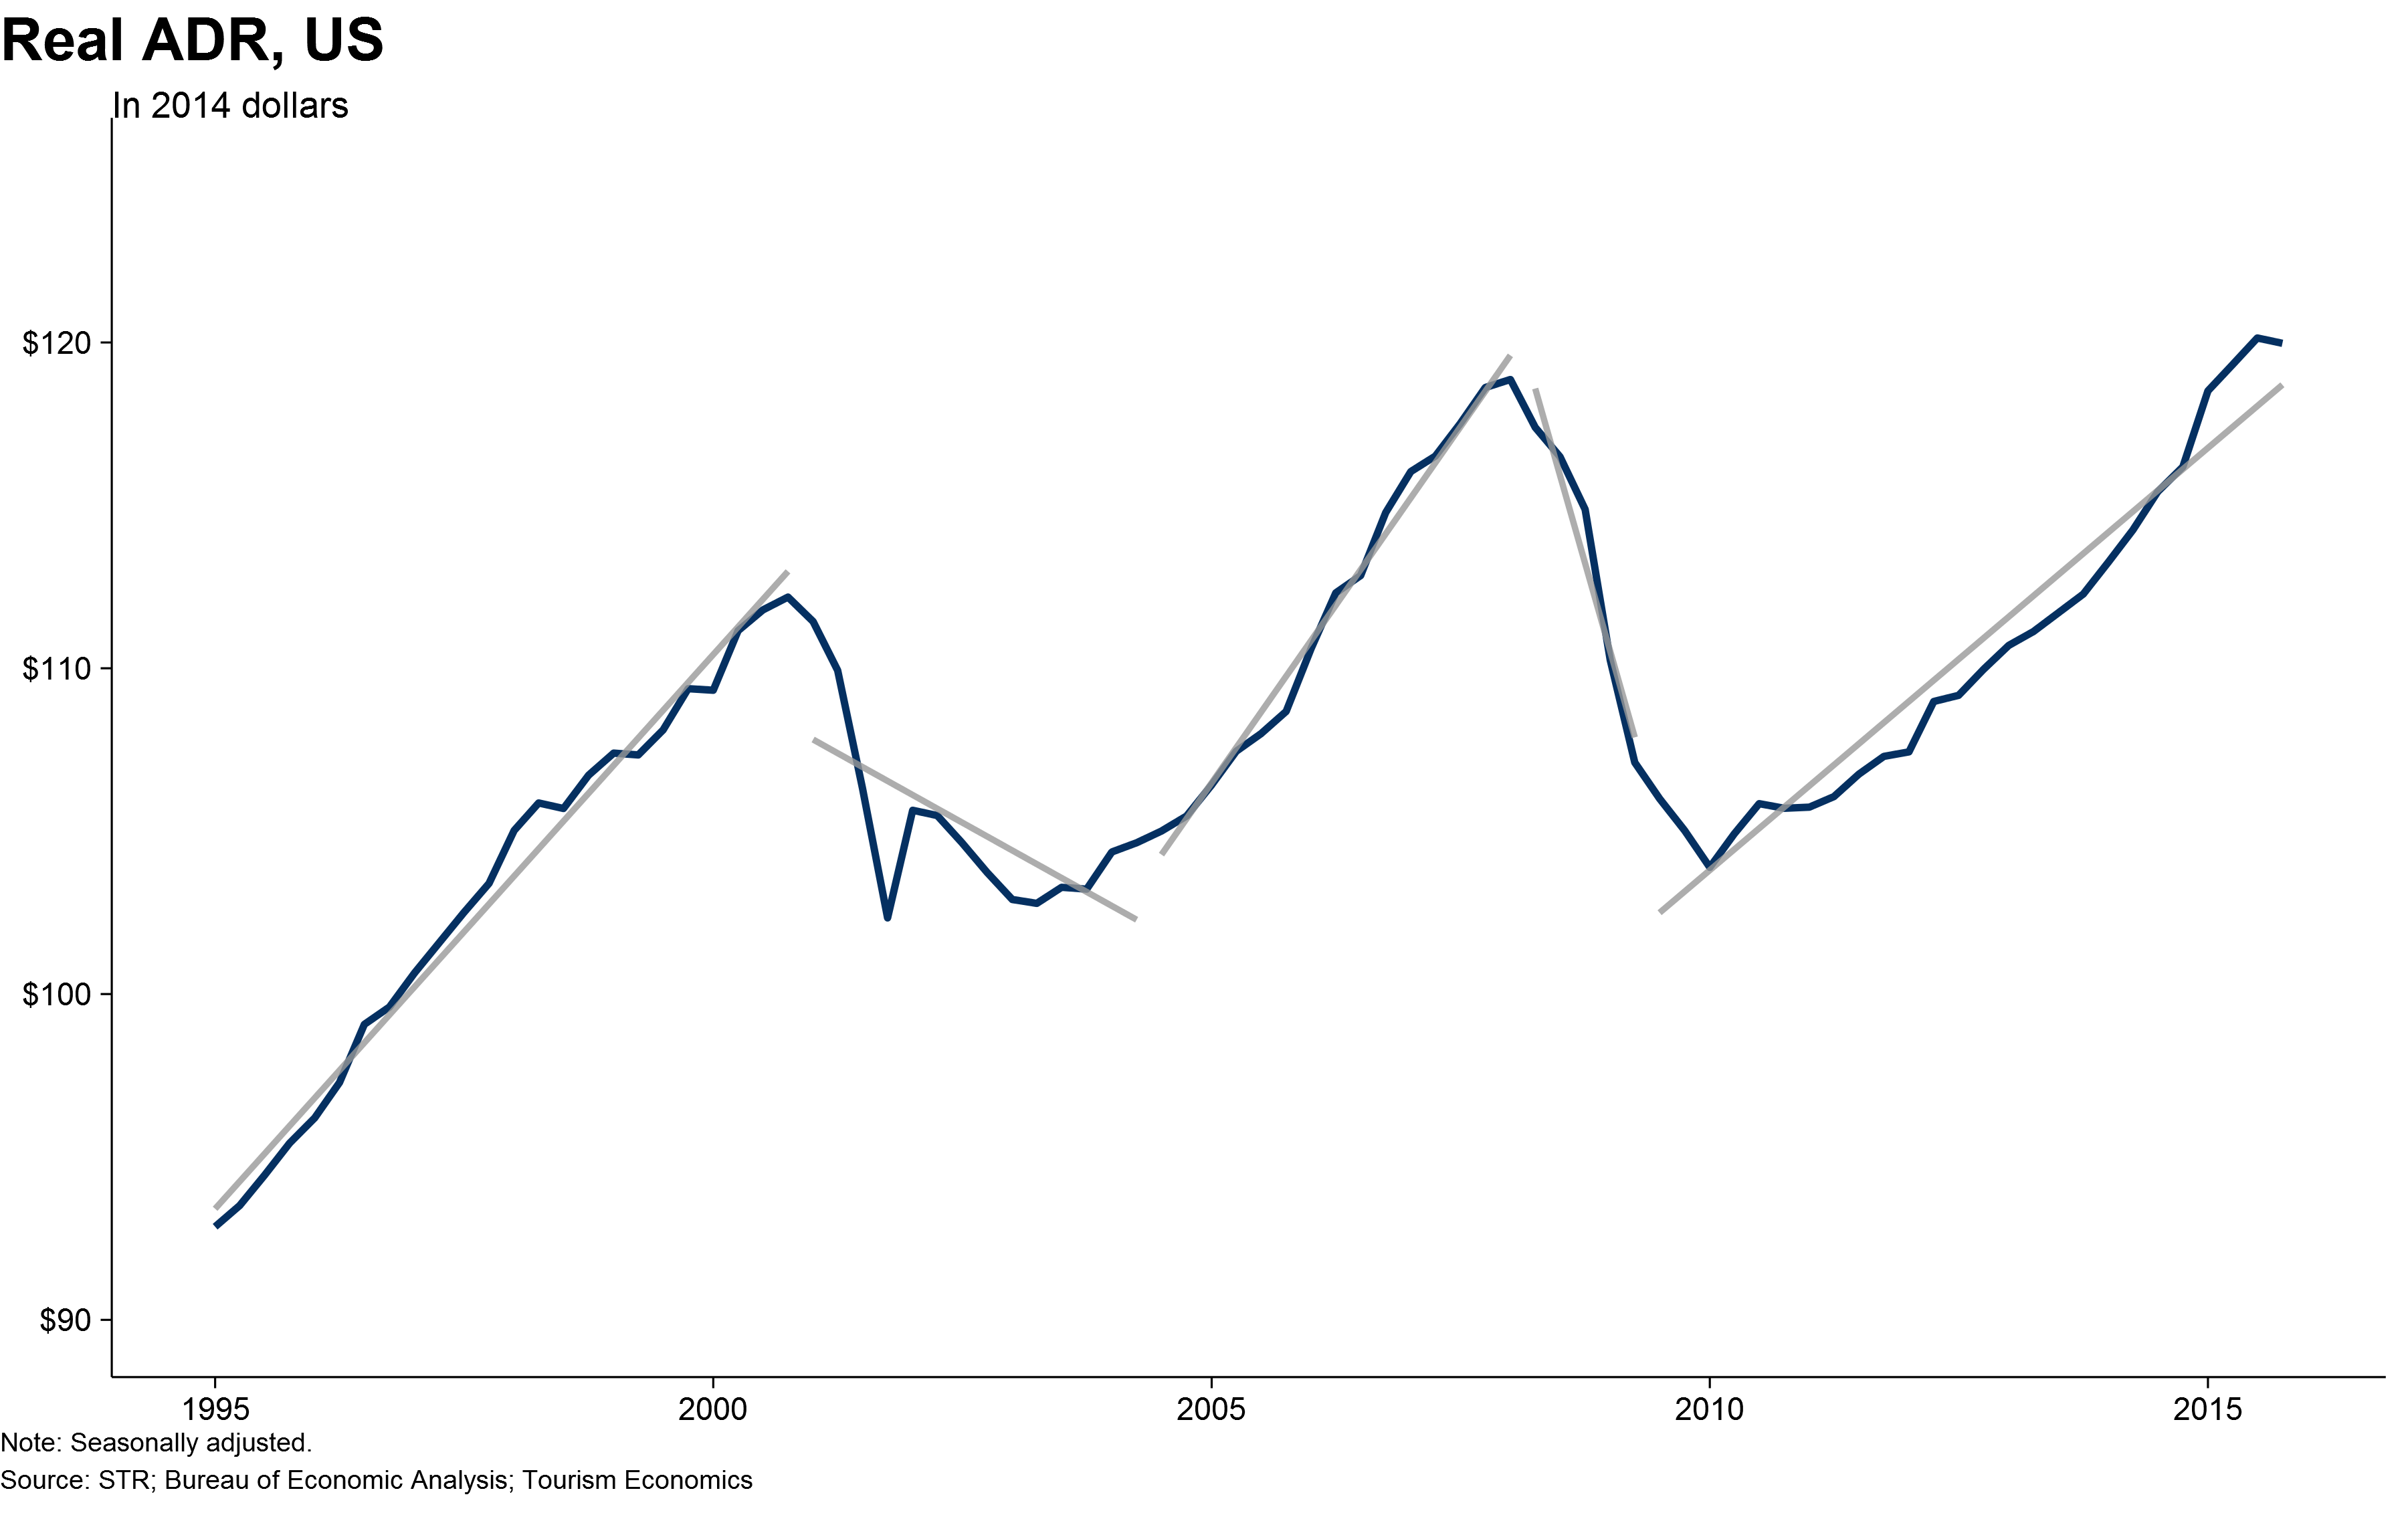 Real ADR, US
In 2014 dollars
$120
$110
$100
$90
1995 2000 2005 2010 2015
Note: Seasonally adjusted.
Source: STR; Bureau of Economic Analysis; Tourism Economics